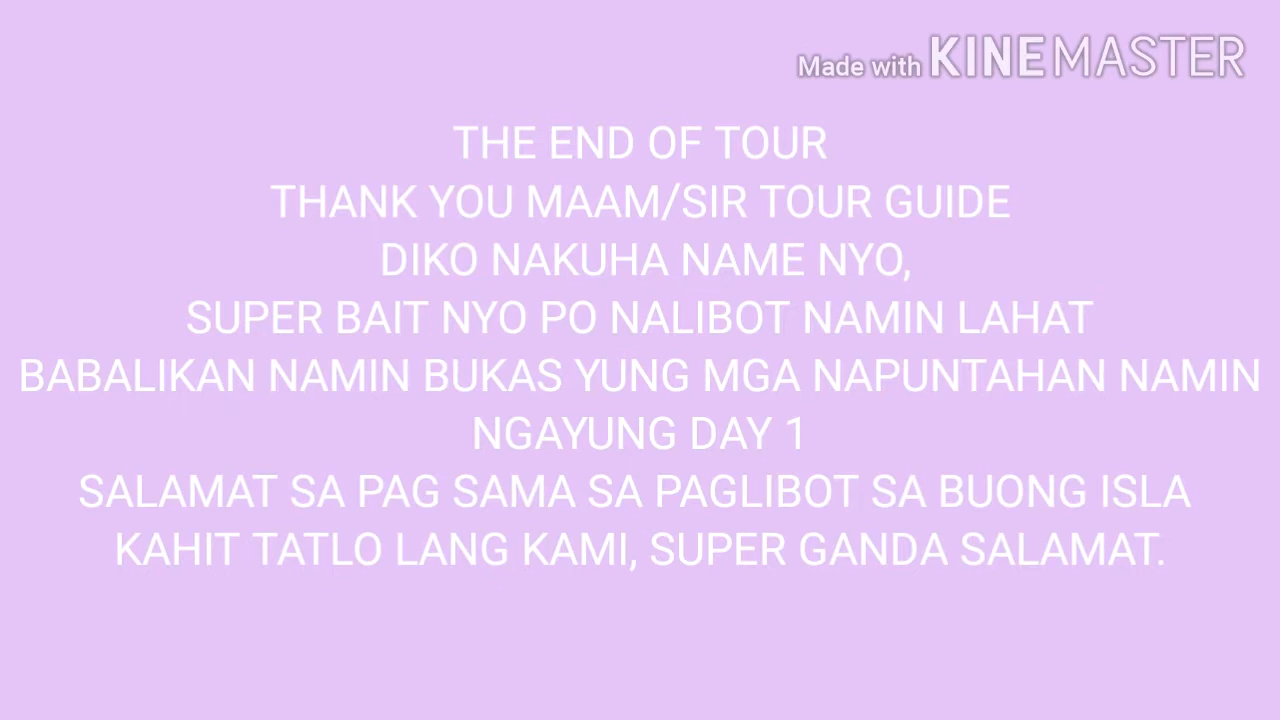 Made with KINEMASTER
THE END OF TOUR
THANK YOU MAAM/SIR TOUR GUIDE
DIKO NAKUHA NAME NYO,
SUPER BAIT NYO PO NALIBOT NAMIN LAHAT
BABALIKAN NAMIN BUKAS YUNG MGA NAPUNTAHAN NAMIN
NGAYUNG DAY 1
SALAMAT SA PAG SAMA SA PAGLIBOT SA BUONG ISLA
KAHIT TATLO LANG KAMI, SUPER GANDA SALAMAT.